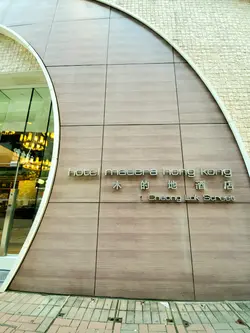 hotel madera hong kong
木的地酒店
1 Cheong Lok Street